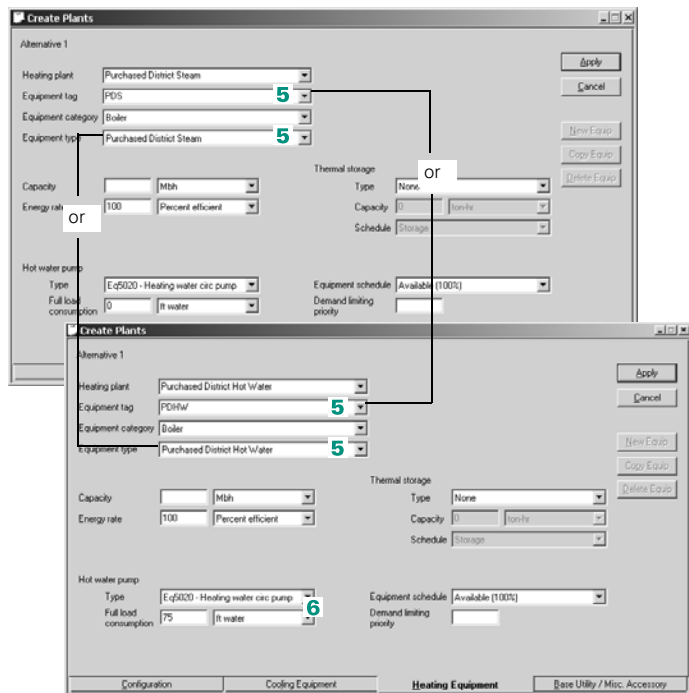 Create Plants
Alternative 1
Apply
Heating plant Purchased District Steam
Cancel
Equipment tag PDS 5
Equipment category Boiler
New Equip
Equipment type Purchased District Steam 5
Copy Equip
Thermal storage
or
Delete Equip
Capacity Mbh
Type None
Energy rate 100 Percent efficient
or
Capacity 0 ton-hr
Schedule Storage
Hot water pump
Type Eq5020 - Heating water circ pump
Equipment schedule Available (100%)
Full load consumption 0 ft water
Demand limiting priority
Create Plants
Alternative 1
Apply
Heating plant Purchased District Hot Water
Cancel
Equipment tag PDHW 5
Equipment category Boiler
New Equip
Equipment type Purchased District Hot Water 5
Copy Equip
Thermal storage
Delete Equip
Capacity Mbh
Type None
Energy rate 100 Percent efficient
Capacity 0 ton-hr
Schedule Storage
Hot water pump
Type Eq5020 - Heating water circ pump
Equipment schedule Available (100%)
6
Full load consumption 75 ft water
Demand limiting priority
Configuration Cooling Equipment Heating Equipment Base Utility / Misc. Accessory